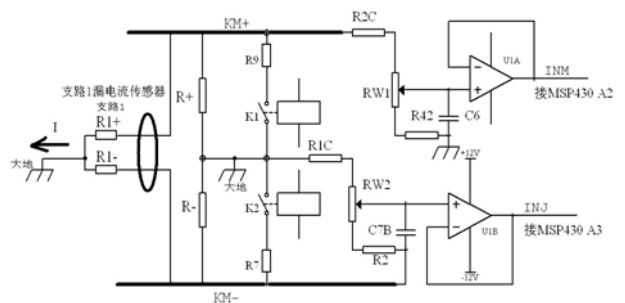 KM+
R2C
R9
U1A
INM
支路1漏电流传感器
支路1
R+
RW1
接MSP430 A2
I
R1+
K1
R42
C6
大地
R1-
大地
R1C
+12V
RW2
INJ
R-
K2
C7B
U1B
接MSP430 A3
R7
R2
-12V
KM-